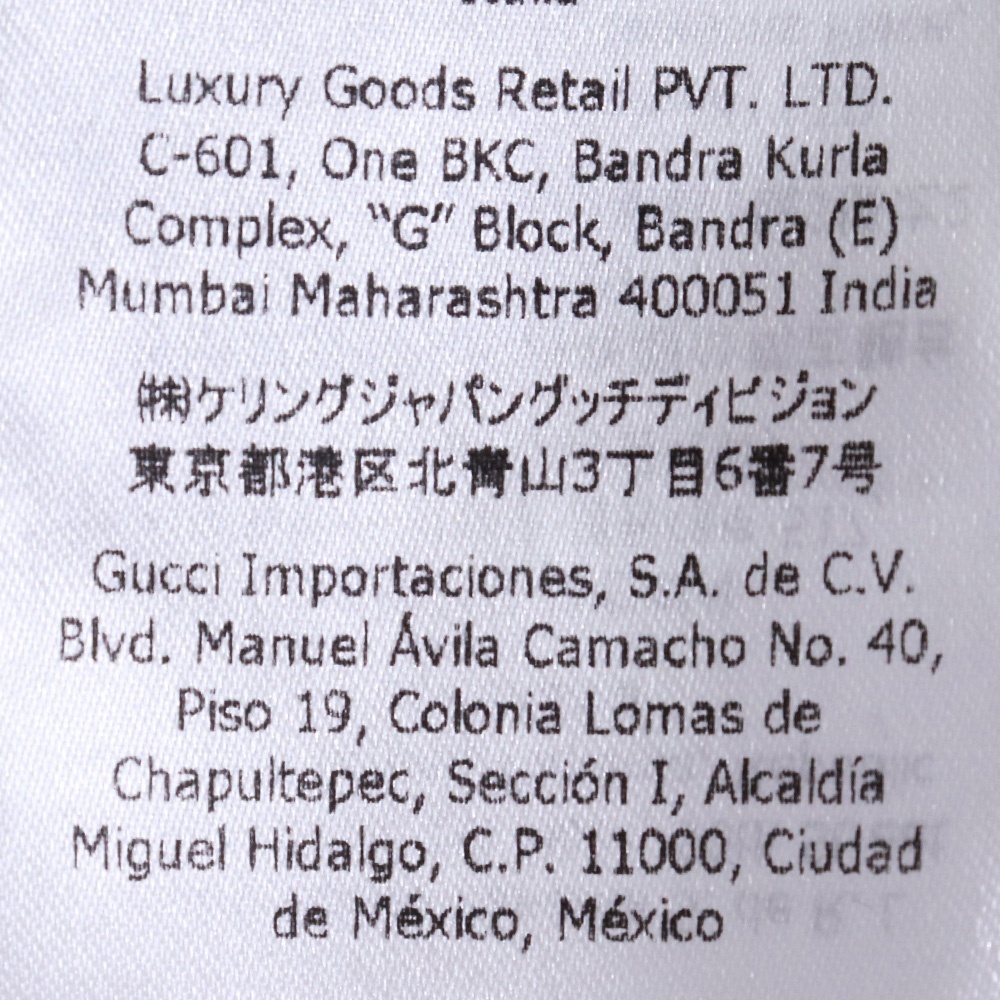 Luxury Goods Retail PVT. LTD.
C-601, One BKC, Bandra Kurla
Complex, “G” Block, Bandra (E)
Mumbai Maharashtra 400051 India
㈱ケリングジャパングッチディビジョン
東京都港区北青山3丁目6番7号
Gucci Importaciones, S.A. de C.V.
Blvd. Manuel Ávila Camacho No. 40,
Piso 19, Colonia Lomas de
Chapultepec, Sección I, Alcaldía
Miguel Hidalgo, C.P. 11000, Ciudad
de México, México